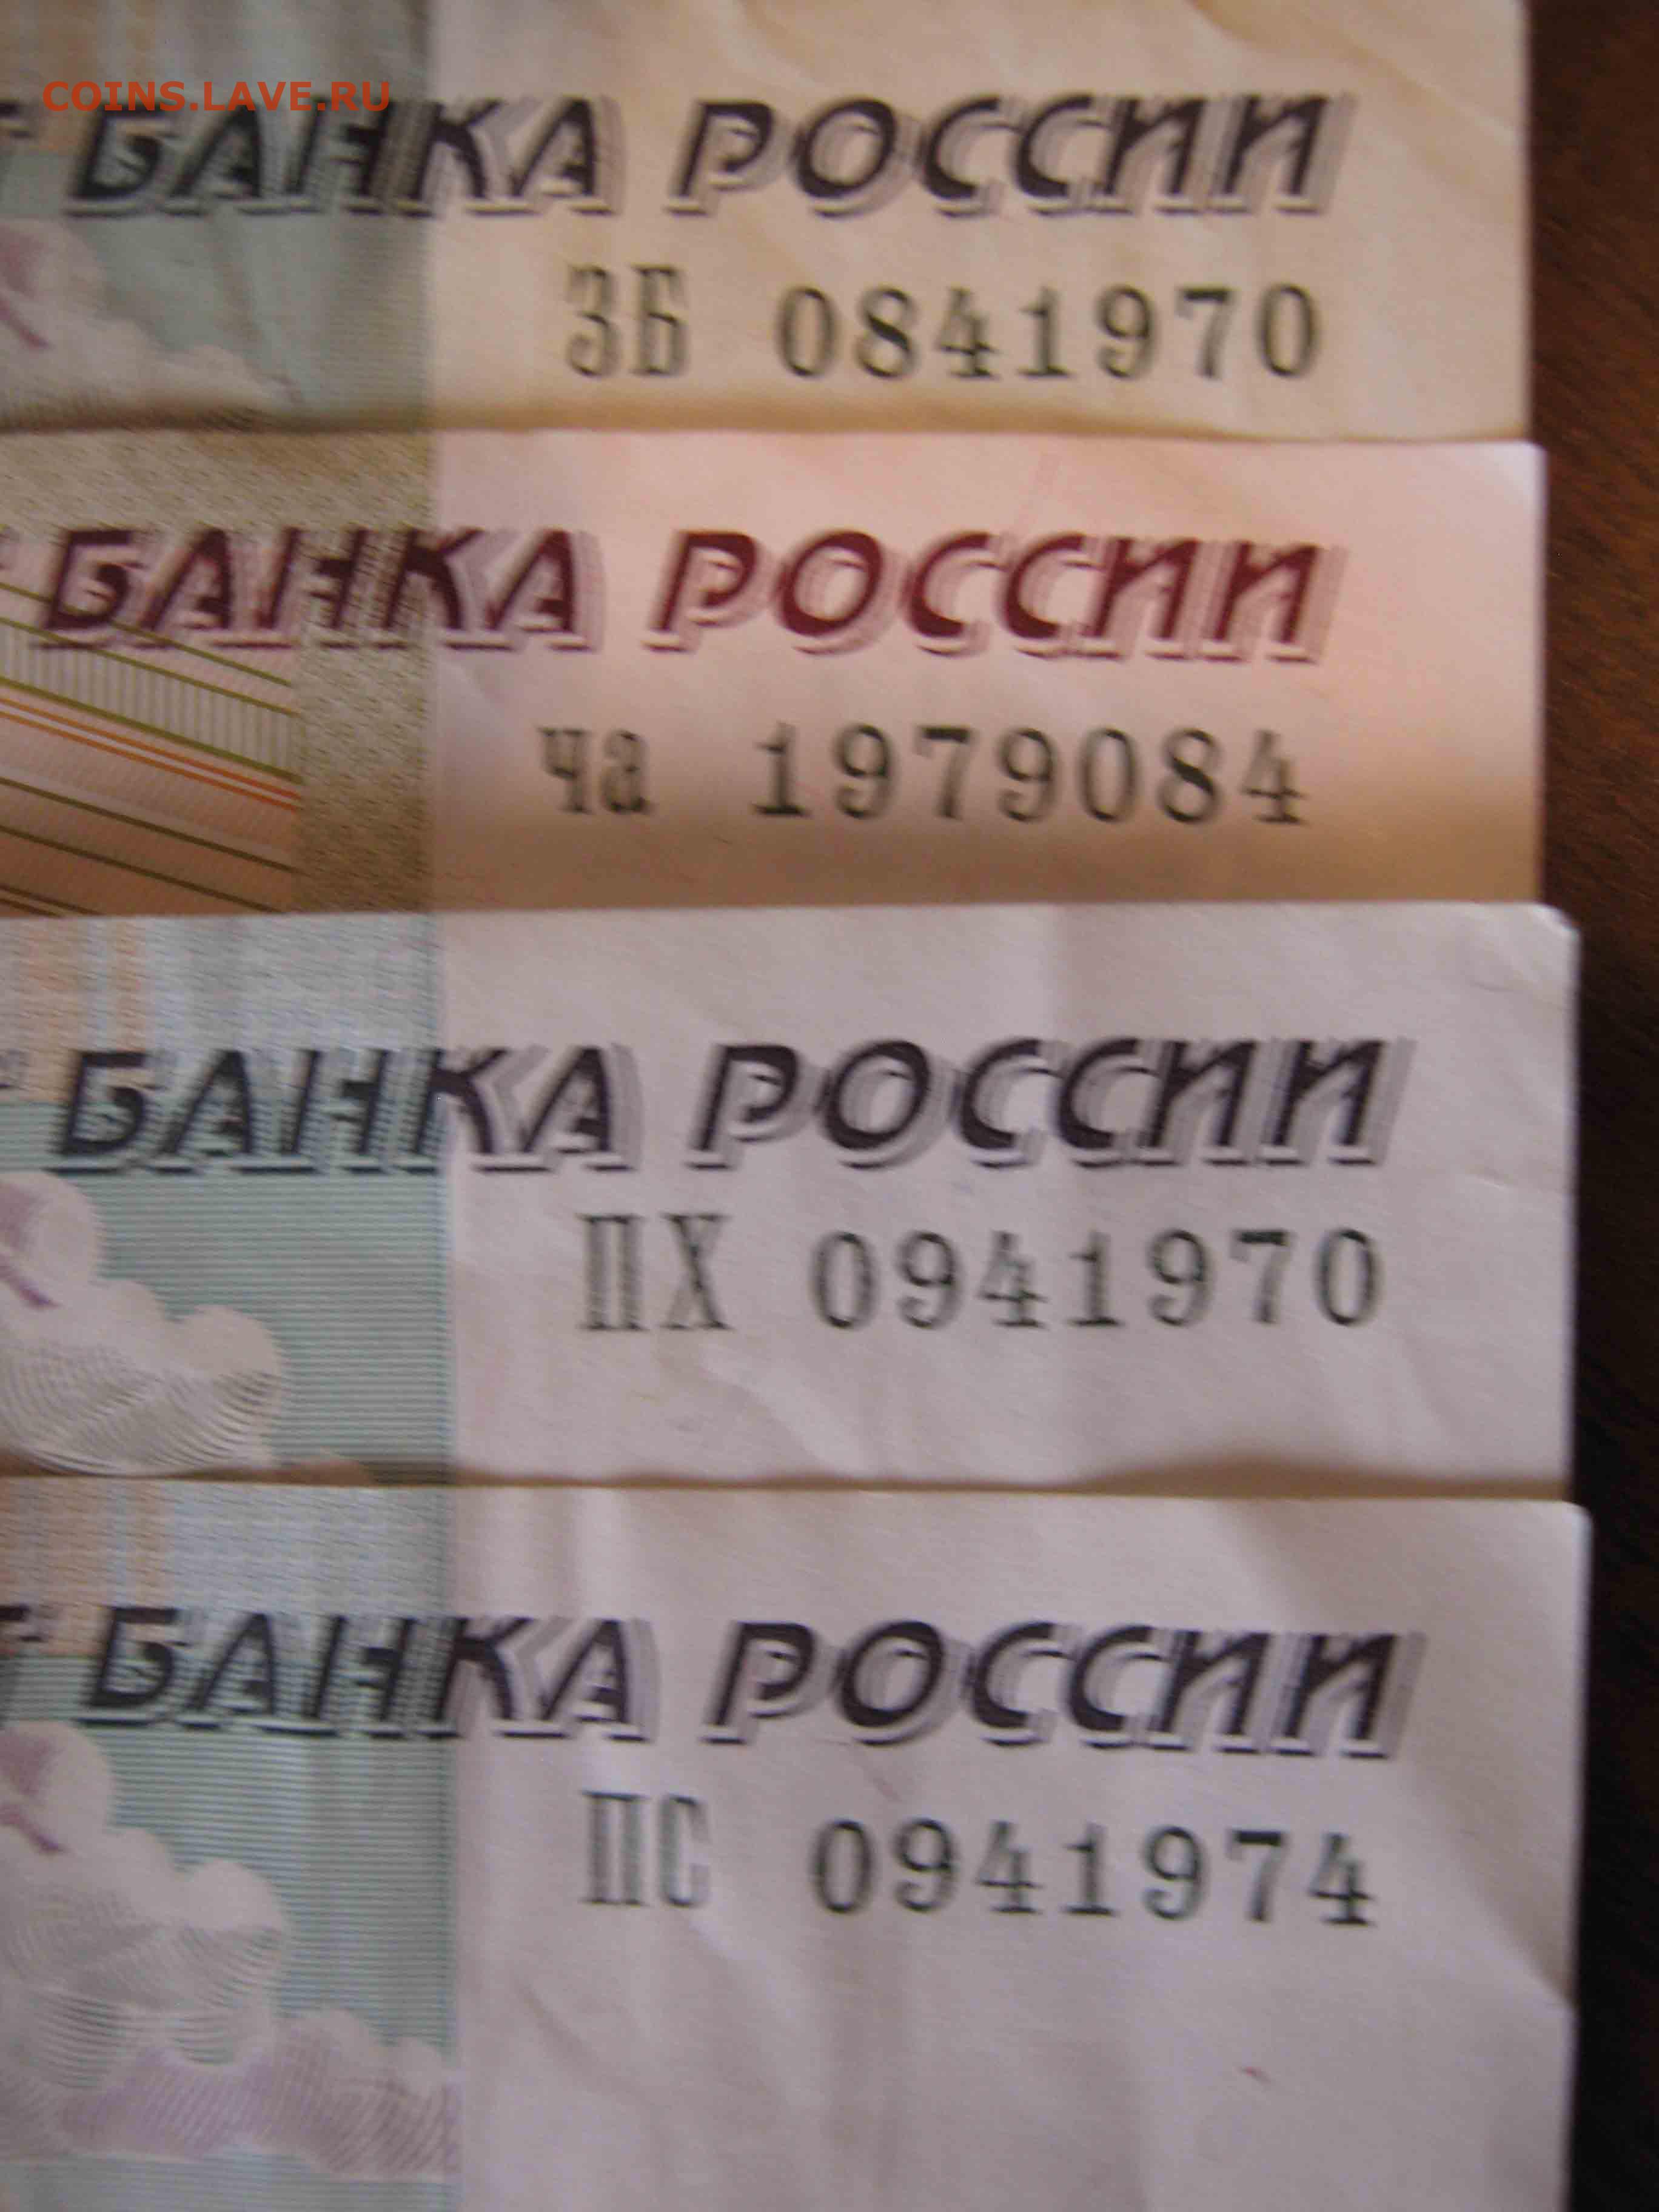 COINS.LAVE.RU
БАНКА РОССИИ
ЗБ 0841970
БАНКА РОССИИ
ча 1979084
БАНКА РОССИИ
ПХ 0941970
БАНКА РОССИИ
ПС 0941974